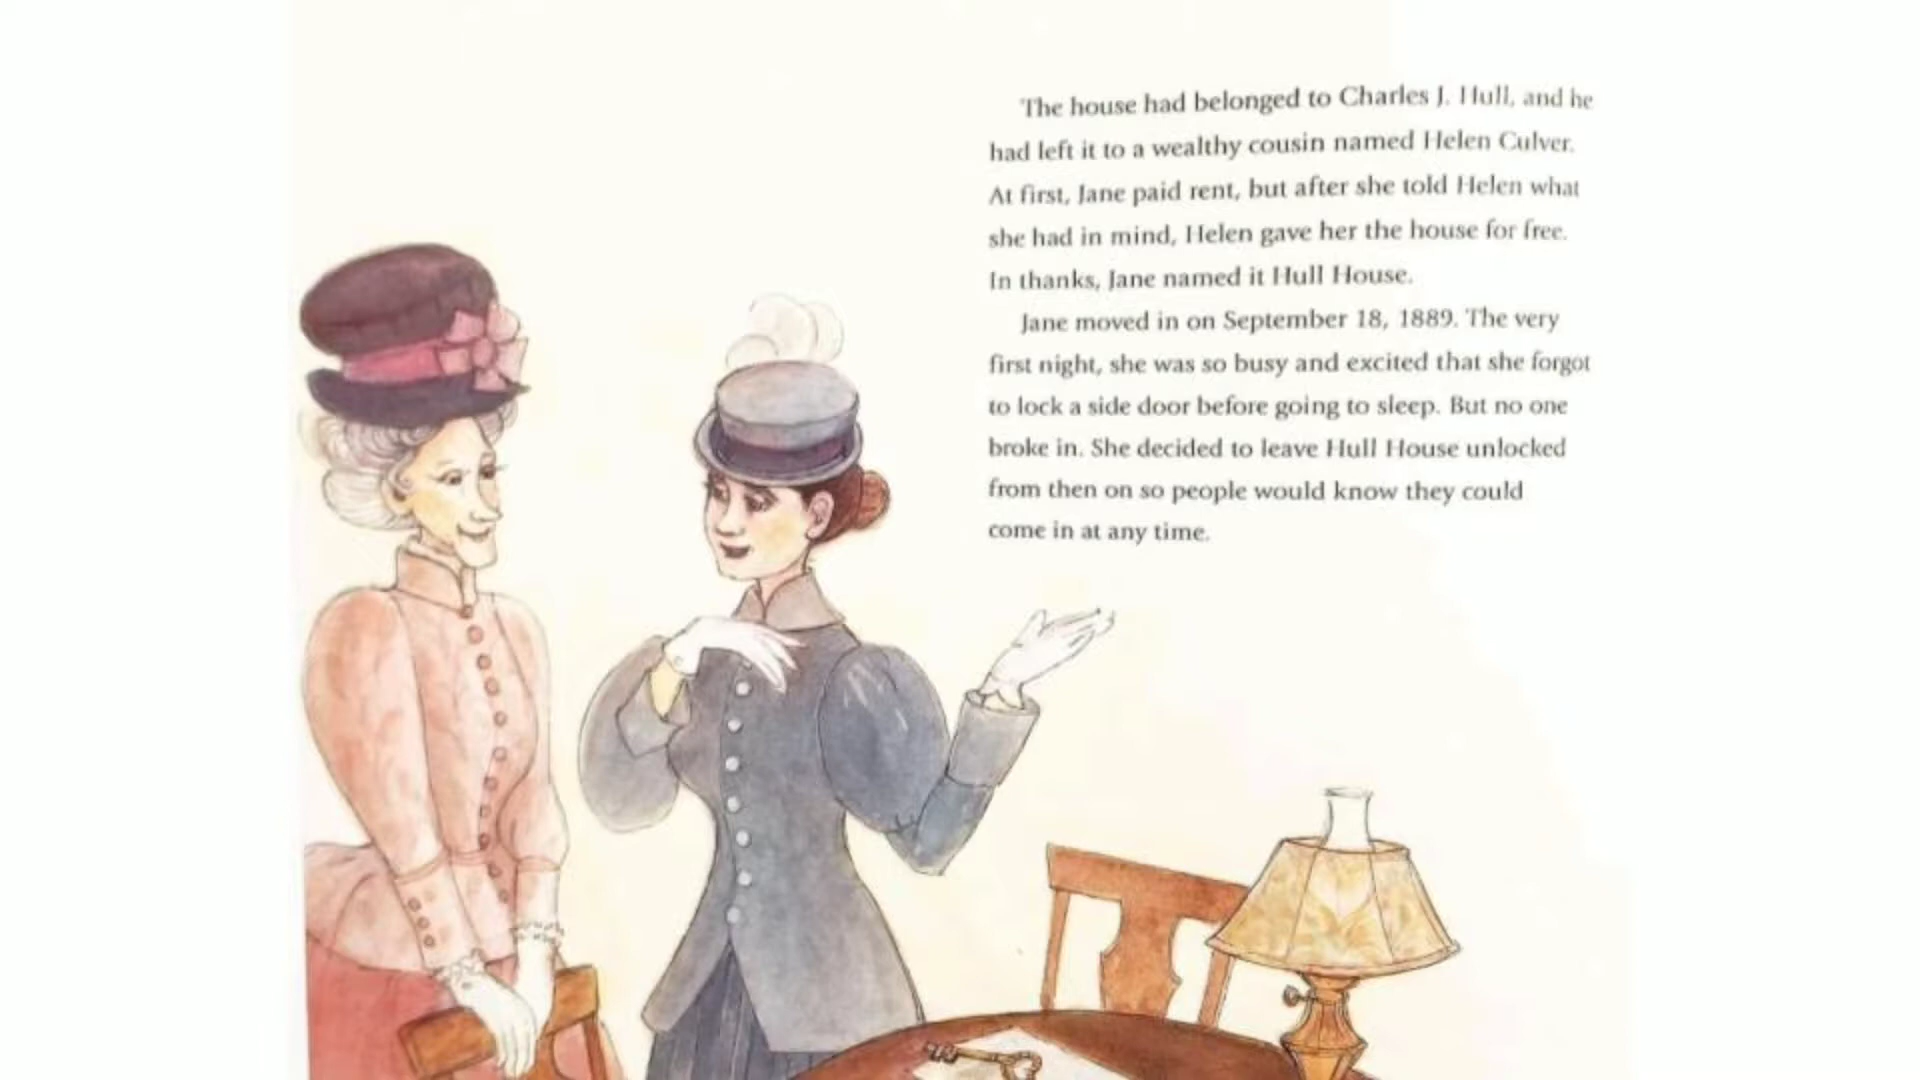 The house had belonged to Charles J. Hull, and he
had left it to a wealthy cousin named Helen Culver.
At first, Jane paid rent, but after she told Helen what
she had in mind, Helen gave her the house for free.
In thanks, Jane named it Hull House.
Jane moved in on September 18, 1889. The very
first night, she was so busy and excited that she forgot
to lock a side door before going to sleep. But no one
broke in. She decided to leave Hull House unlocked
from then on so people would know they could
come in at any time.